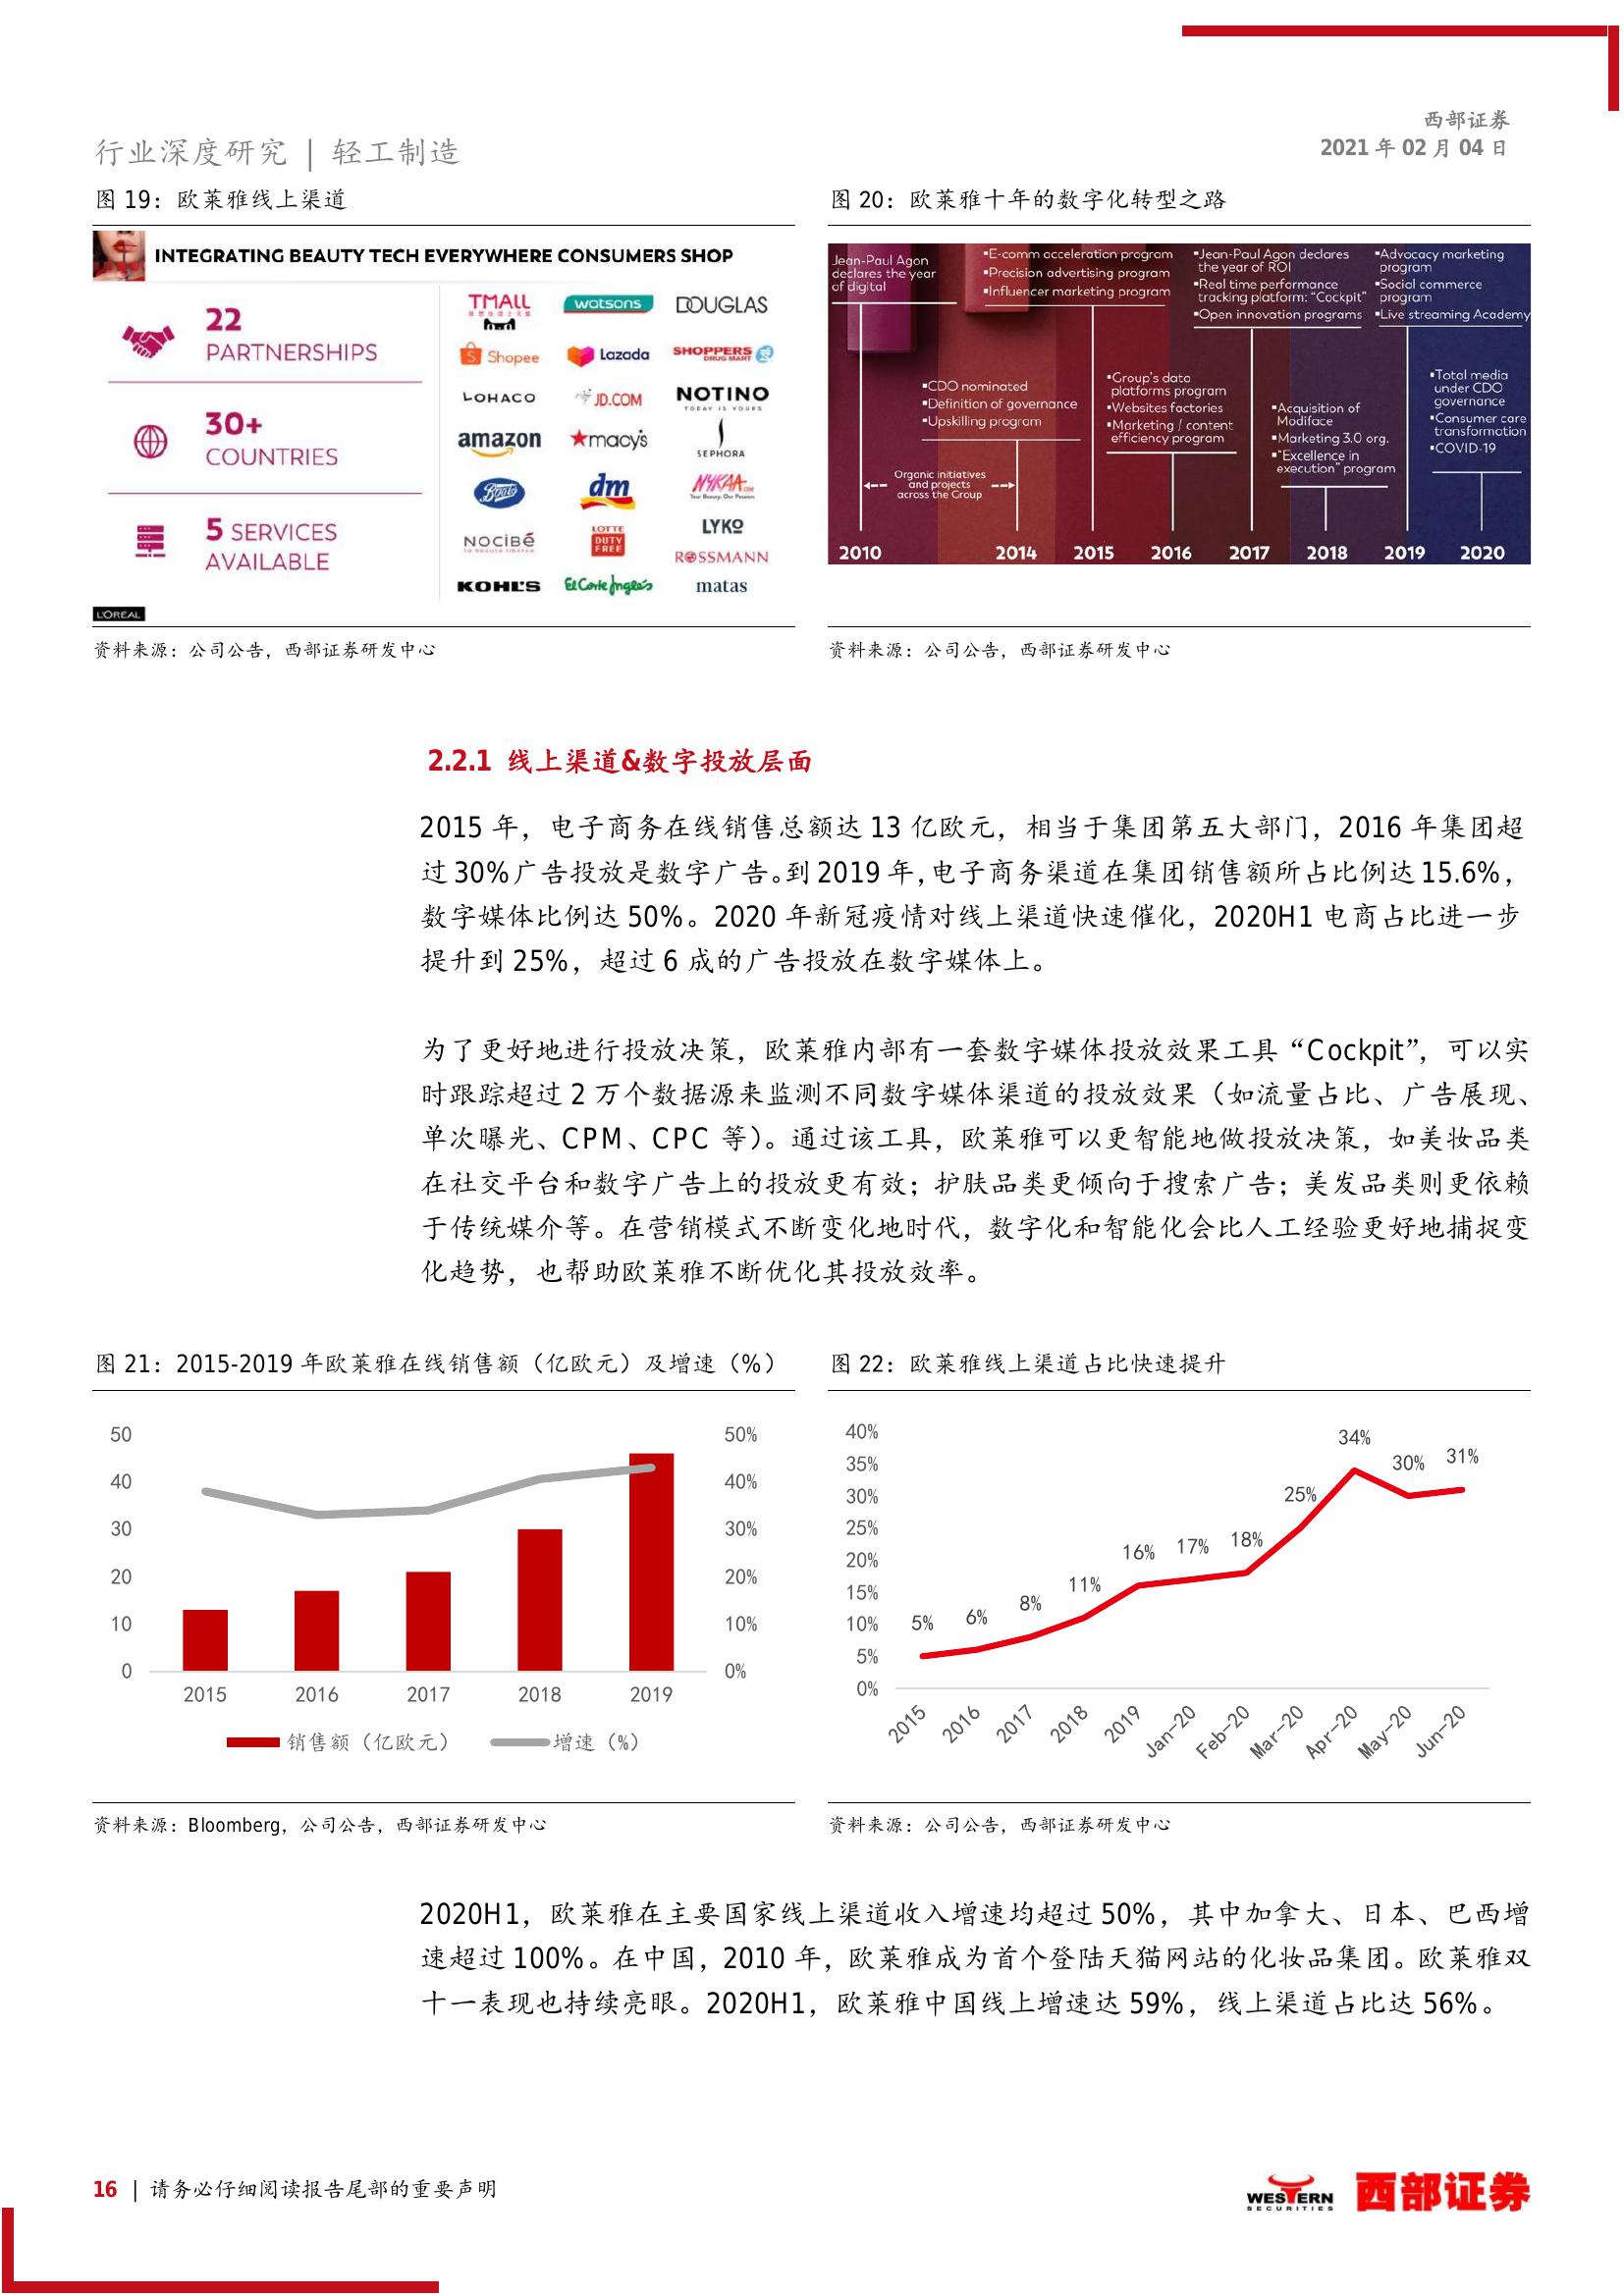 西部证券
行业深度研究 | 轻工制造
2021 年 02 月 04 日
图 19：欧莱雅线上渠道
INTEGRATING BEAUTY TECH EVERYWHERE CONSUMERS SHOP
22
PARTNERSHIPS
30+
COUNTRIES
5 SERVICES
AVAILABLE
TMALL
watsons
DOUGLAS
Shopee
Lazada
SHOPPERS
DRUG MART
LOHACO
JD.COM
NOTINO
TODAY IS YOURS
amazon
macy's
SEPHORA
Boots
dm
NYKAA.COM
Your Beauty. Our Passion.
NOCIBÉ
LOTTE
DUTY
FREE
LYKO
ROSSMANN
KOHL'S
El Corte Inglés
matas
L'ORÉAL
资料来源：公司公告，西部证券研发中心
图 20：欧莱雅十年的数字化转型之路
Jean-Paul Agon
declares the year
of digital
▪E-comm acceleration program
▪Precision advertising program
▪Influencer marketing program
▪Jean-Paul Agon declares
the year of ROI
▪Real time performance
tracking platform: "Cockpit"
▪Open innovation programs
▪Advocacy marketing
program
▪Social commerce
program
▪Live streaming Academy
▪CDO nominated
▪Definition of governance
▪Upskilling program
▪Group's data
platforms program
▪Websites factories
▪Marketing / content
efficiency program
▪Acquisition of
Modiface
▪Marketing 3.0 org.
▪"Excellence in
execution" program
▪Total media
under CDO
governance
▪Consumer care
transformation
▪COVID-19
Organic initiatives
and projects
across the Group
2010 2014 2015 2016 2017 2018 2019 2020
资料来源：公司公告，西部证券研发中心
2.2.1 线上渠道&数字投放层面
2015 年，电子商务在线销售总额达 13 亿欧元，相当于集团第五大部门，2016 年集团超
过 30%广告投放是数字广告。到 2019 年，电子商务渠道在集团销售额所占比例达 15.6%，
数字媒体比例达 50%。2020 年新冠疫情对线上渠道快速催化，2020H1 电商占比进一步
提升到 25%，超过 6 成的广告投放在数字媒体上。
为了更好地进行投放决策，欧莱雅内部有一套数字媒体投放效果工具“Cockpit”，可以实
时跟踪超过 2 万个数据源来监测不同数字媒体渠道的投放效果（如流量占比、广告展现、
单次曝光、CPM、CPC 等）。通过该工具，欧莱雅可以更智能地做投放决策，如美妆品类
在社交平台和数字广告上的投放更有效；护肤品类更倾向于搜索广告；美发品类则更依赖
于传统媒介等。在营销模式不断变化地时代，数字化和智能化会比人工经验更好地捕捉变
化趋势，也帮助欧莱雅不断优化其投放效率。
图 21：2015-2019 年欧莱雅在线销售额（亿欧元）及增速（%）
50
40
30
20
10
0
50%
40%
30%
20%
10%
0%
2015 2016 2017 2018 2019
销售额（亿欧元） 增速（%）
资料来源：Bloomberg，公司公告，西部证券研发中心
图 22：欧莱雅线上渠道占比快速提升
40%
35%
30%
25%
20%
15%
10%
5%
0%
5% 6% 8% 11% 16% 17% 18% 25% 34% 30% 31%
2015 2016 2017 2018 2019 Jan-20 Feb-20 Mar-20 Apr-20 May-20 Jun-20
资料来源：公司公告，西部证券研发中心
2020H1，欧莱雅在主要国家线上渠道收入增速均超过 50%，其中加拿大、日本、巴西增
速超过 100%。在中国，2010 年，欧莱雅成为首个登陆天猫网站的化妆品集团。欧莱雅双
十一表现也持续亮眼。2020H1，欧莱雅中国线上增速达 59%，线上渠道占比达 56%。
16 | 请务必仔细阅读报告尾部的重要声明
WESTERN
SECURITIES
西部证券